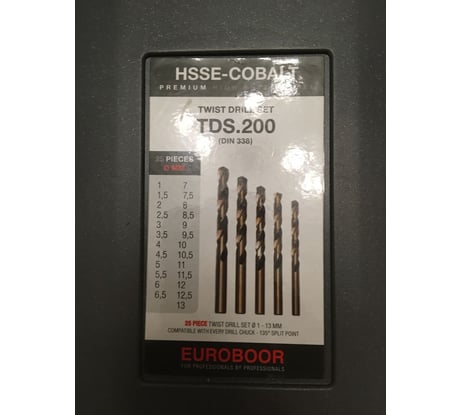 HSSE-COBALT
PREMIUM
TWIST DRILL SET
TDS.200
(DIN 338)
25 PIECES
1 7
1,5 7,5
2 8
2,5 8,5
3 9
3,5 9,5
4 10
4,5 10,5
5 11
5,5 11,5
6 12
6,5 12,5
13
25 PIECE TWIST DRILL SET Ø 1 - 13 MM
COMPATIBLE WITH EVERY DRILL CHUCK - 135° SPLIT POINT
EUROBOOR
FOR PROFESSIONALS BY PROFESSIONALS